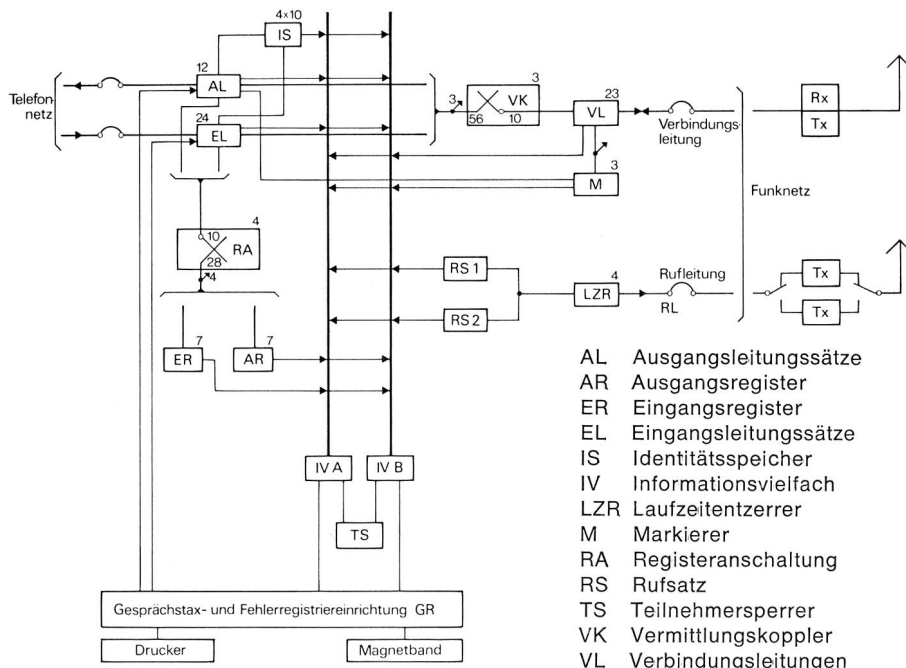 4×10
IS
12
AL
Telefon-
netz
24
EL
3
3
VK
56
10
23
VL
Verbindungs-
leitung
Rx
Tx
3
M
Funknetz
10
4
RA
28
4
RS 1
RS 2
4
LZR
Rufleitung
RL
Tx
Tx
7
ER
7
AR
IV A
IV B
TS
Gesprächstax- und Fehlerregistriereinrichtung GR
Drucker
Magnetband
AL Ausgangsleitungssätze
AR Ausgangsregister
ER Eingangsregister
EL Eingangsleitungssätze
IS Identitätsspeicher
IV Informationsvielfach
LZR Laufzeitentzerrer
M Markierer
RA Registeranschaltung
RS Rufsatz
TS Teilnehmersperrer
VK Vermittlungskoppler
VL Verbindungsleitungen